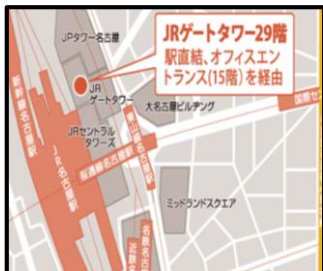 JPタワー名古屋
JRゲートタワー29階
駅直結、オフィスエン
トランス(15階)を経由
新幹線名古屋駅
JR名古屋駅
JR
ゲートタワー
大名古屋ビルヂング
国際セ
JRセントラル
タワーズ
東山線名古屋駅
桜通線名古屋駅
ミッドランドスクエア
名鉄名古
近鉄名